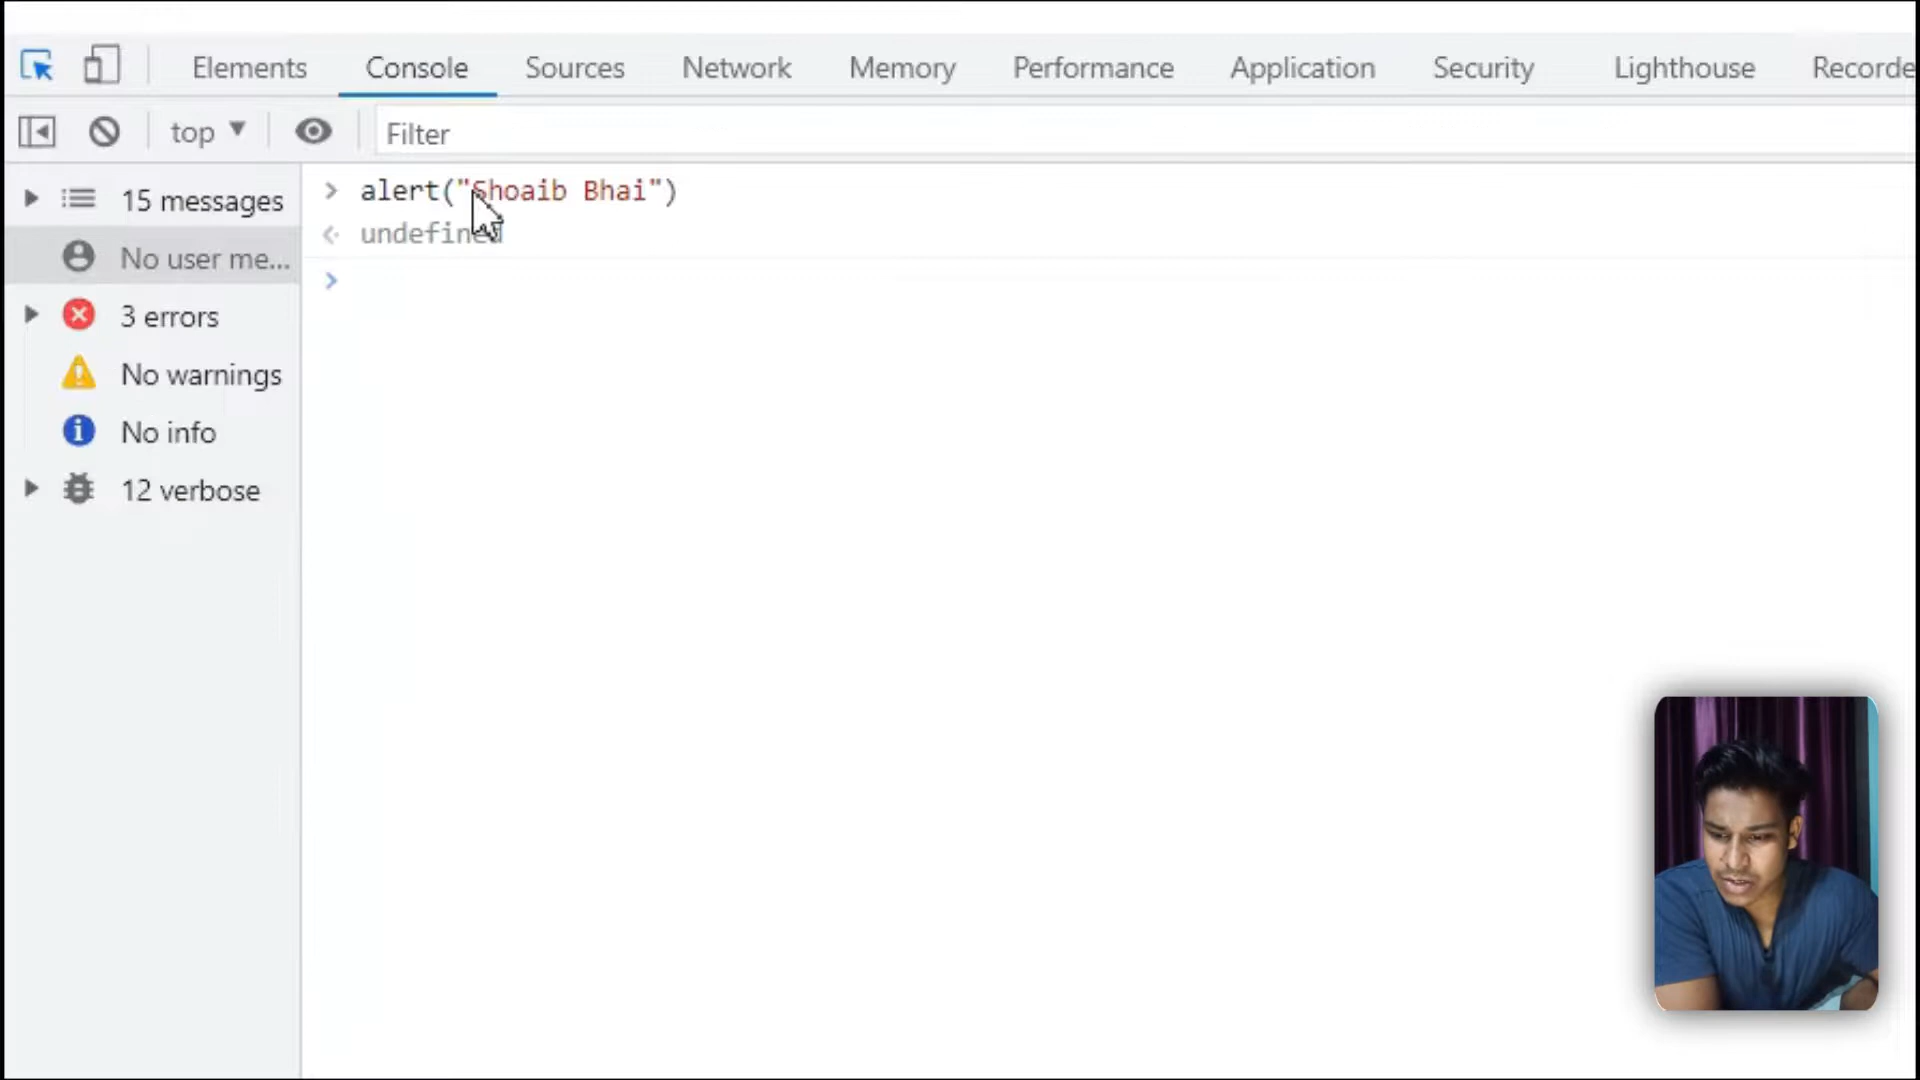 Elements Console Sources Network Memory Performance Application Security Lighthouse Recorde
top Filter
15 messages
No user me...
3 errors
No warnings
No info
12 verbose
> alert("Shoaib Bhai")
undefined
>